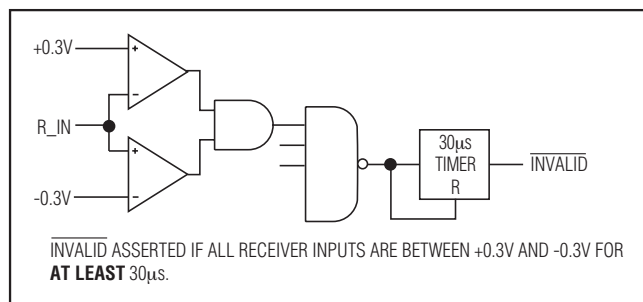 +0.3V
R_IN
-0.3V
+
-
+
-
30μs
TIMER
R
INVALID
INVALID ASSERTED IF ALL RECEIVER INPUTS ARE BETWEEN +0.3V AND -0.3V FOR
AT LEAST 30μs.